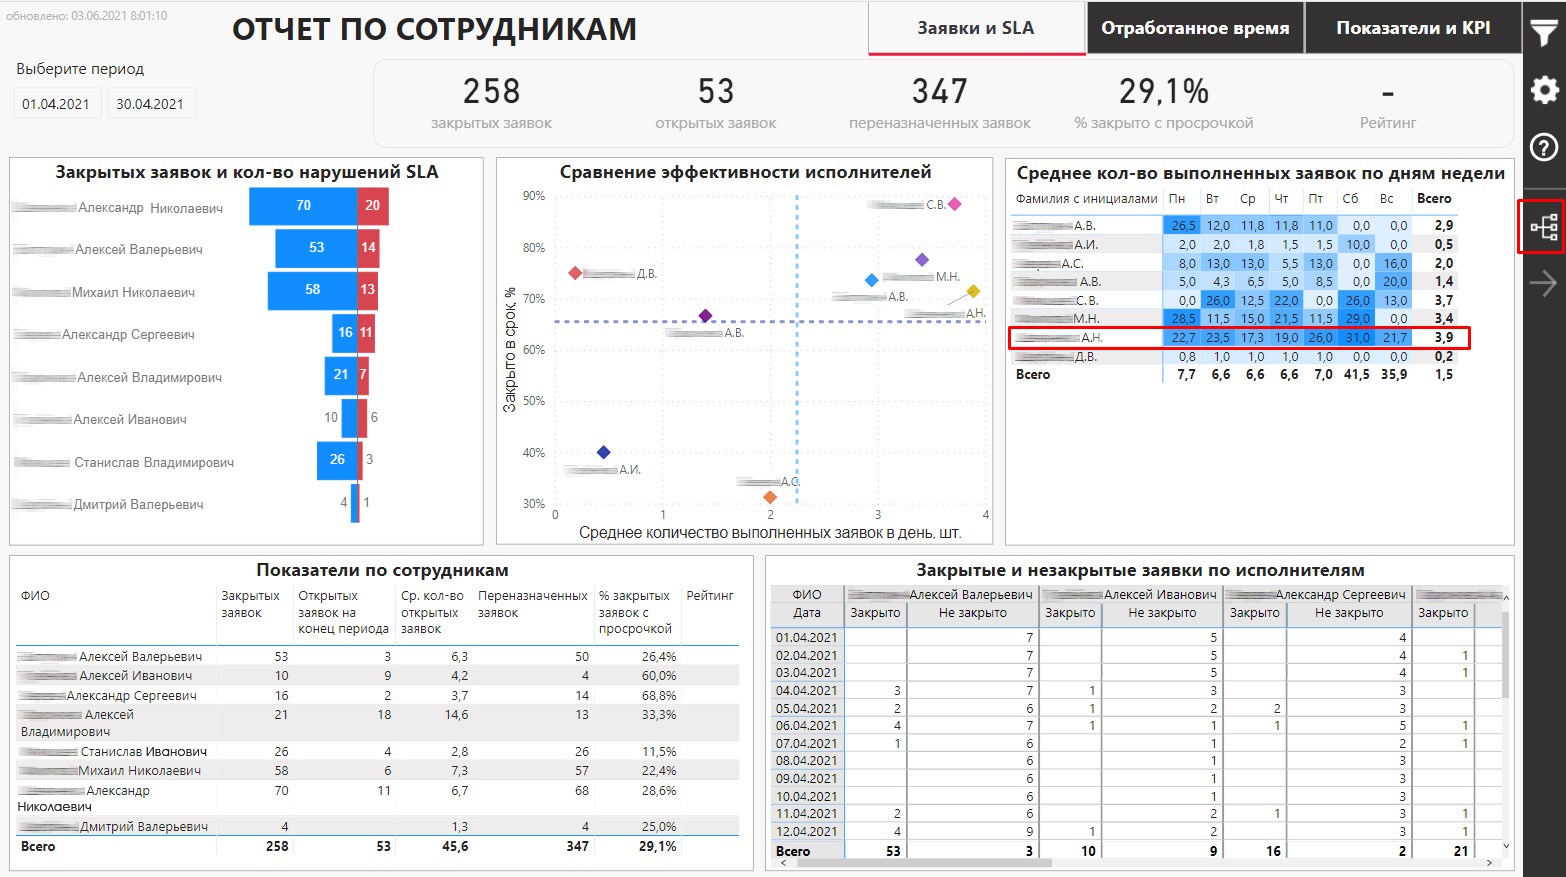 обновлено: 03.06.2021 8:01:10
ОТЧЕТ ПО СОТРУДНИКАМ
Заявки и SLA
Отработанное время
Показатели и KPI
Выберите период
01.04.2021 30.04.2021
258 53 347 29,1% -
закрытых заявок открытых заявок переназначенных заявок % закрыто с просрочкой Рейтинг
Закрытых заявок и кол-во нарушений SLA
Александр Николаевич 70 20
Алексей Валерьевич 53 14
Михаил Николаевич 58 13
Александр Сергеевич 16 11
Алексей Владимирович 21 7
Алексей Иванович 10 6
Станислав Владимирович 26 3
Дмитрий Валерьевич 4 1
Сравнение эффективности исполнителей
Закрыто в срок, %
90%
80%
70%
60%
50%
40%
30%
С.В.
Д.В.
М.Н.
А.В.
А.Н.
А.В.
А.И.
А.С.
0 1 2 3 4
Среднее количество выполненных заявок в день, шт.
Среднее кол-во выполненных заявок по дням недели
Фамилия с инициалами Пн Вт Ср Чт Пт Сб Вс Всего
А.В. 26,5 12,0 11,8 11,8 11,0 0,0 0,0 2,9
А.И. 2,0 2,0 1,8 1,5 1,5 10,0 0,0 0,5
А.С. 8,0 13,0 13,0 5,5 13,0 0,0 16,0 2,0
А.В. 5,0 4,3 6,5 5,0 8,5 0,0 20,0 1,4
С.В. 0,0 26,0 12,5 22,0 0,0 26,0 13,0 3,7
М.Н. 28,5 11,5 15,0 21,5 11,5 29,0 0,0 3,4
А.Н. 22,7 23,5 17,3 19,0 26,0 31,0 21,7 3,9
Д.В. 0,8 1,0 1,0 1,0 1,0 0,0 0,0 0,2
Всего 7,7 6,6 6,6 6,6 7,0 41,5 35,9 1,5
Показатели по сотрудникам
ФИО Закрытых Открытых Ср. кол-во Переназначенных % закрытых Рейтинг
заявок заявок на открытых заявок заявок с
конец периода заявок просрочкой
Алексей Валерьевич 53 3 6,3 50 26,4%
Алексей Иванович 10 9 4,2 4 60,0%
Александр Сергеевич 16 2 3,7 14 68,8%
Алексей 21 18 14,6 13 33,3%
Владимирович
Станислав Иванович 26 4 2,8 26 11,5%
Михаил Николаевич 58 6 7,3 57 22,4%
Александр 70 11 6,7 68 28,6%
Николаевич
Дмитрий Валерьевич 4 1,3 4 25,0%
Всего 258 53 45,6 347 29,1%
Закрытые и незакрытые заявки по исполнителям
ФИО Алексей Валерьевич Алексей Иванович Александр Сергеевич
Дата Закрыто Не закрыто Закрыто Не закрыто Закрыто Не закрыто Закрыто
01.04.2021 7 5 4
02.04.2021 7 5 4 1
03.04.2021 7 5 4 1
04.04.2021 3 7 1 3 3
05.04.2021 2 6 1 2 2 3
06.04.2021 4 7 1 1 1 5 1
07.04.2021 1 6 1 2 1
08.04.2021 6 1 3
09.04.2021 6 1 3
10.04.2021 6 1 3
11.04.2021 2 6 2 1 3 1
12.04.2021 4 9 1 2 3 1
Всего 53 3 10 9 16 2 21